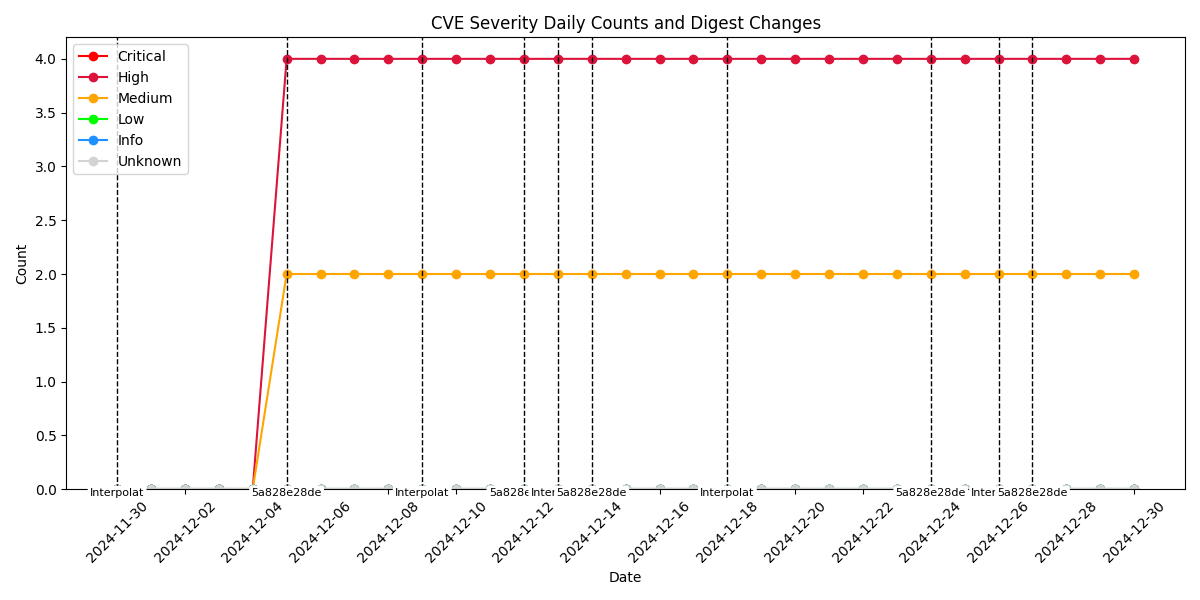 CVE Severity Daily Counts and Digest Changes
Critical
High
Medium
Low
Info
Unknown
4.0
3.5
3.0
2.5
2.0
1.5
1.0
0.5
0.0
Count
Interpolat
5a828e28de
Interpolat
5a828e
Inter
5a828e28de
Interpolat
5a828e28de
Inter
5a828e28de
2024-11-30
2024-12-02
2024-12-04
2024-12-06
2024-12-08
2024-12-10
2024-12-12
2024-12-14
2024-12-16
2024-12-18
2024-12-20
2024-12-22
2024-12-24
2024-12-26
2024-12-28
2024-12-30
Date